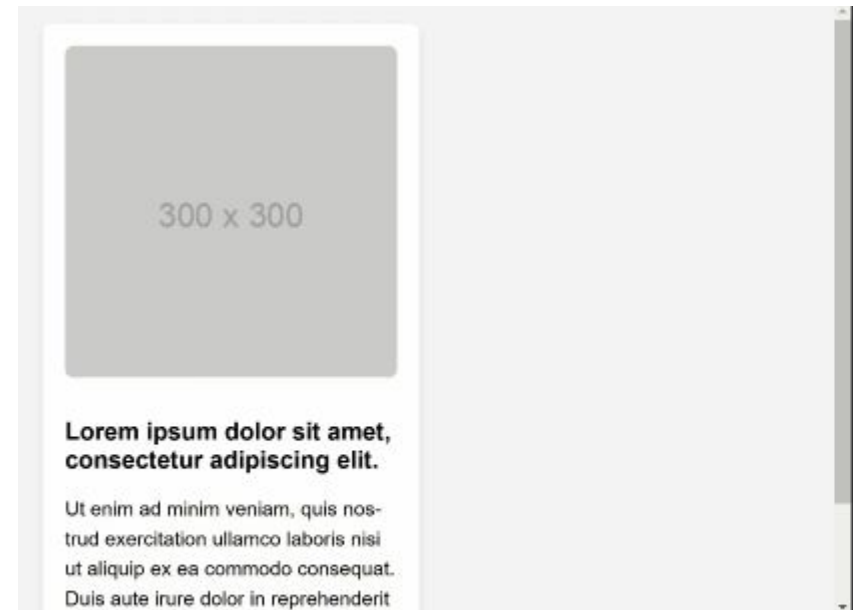 300 x 300
Lorem ipsum dolor sit amet,
consectetur adipiscing elit.
Ut enim ad minim veniam, quis nos-
trud exercitation ullamco laboris nisi
ut aliquip ex ea commodo consequat.
Duis aute irure dolor in reprehenderit